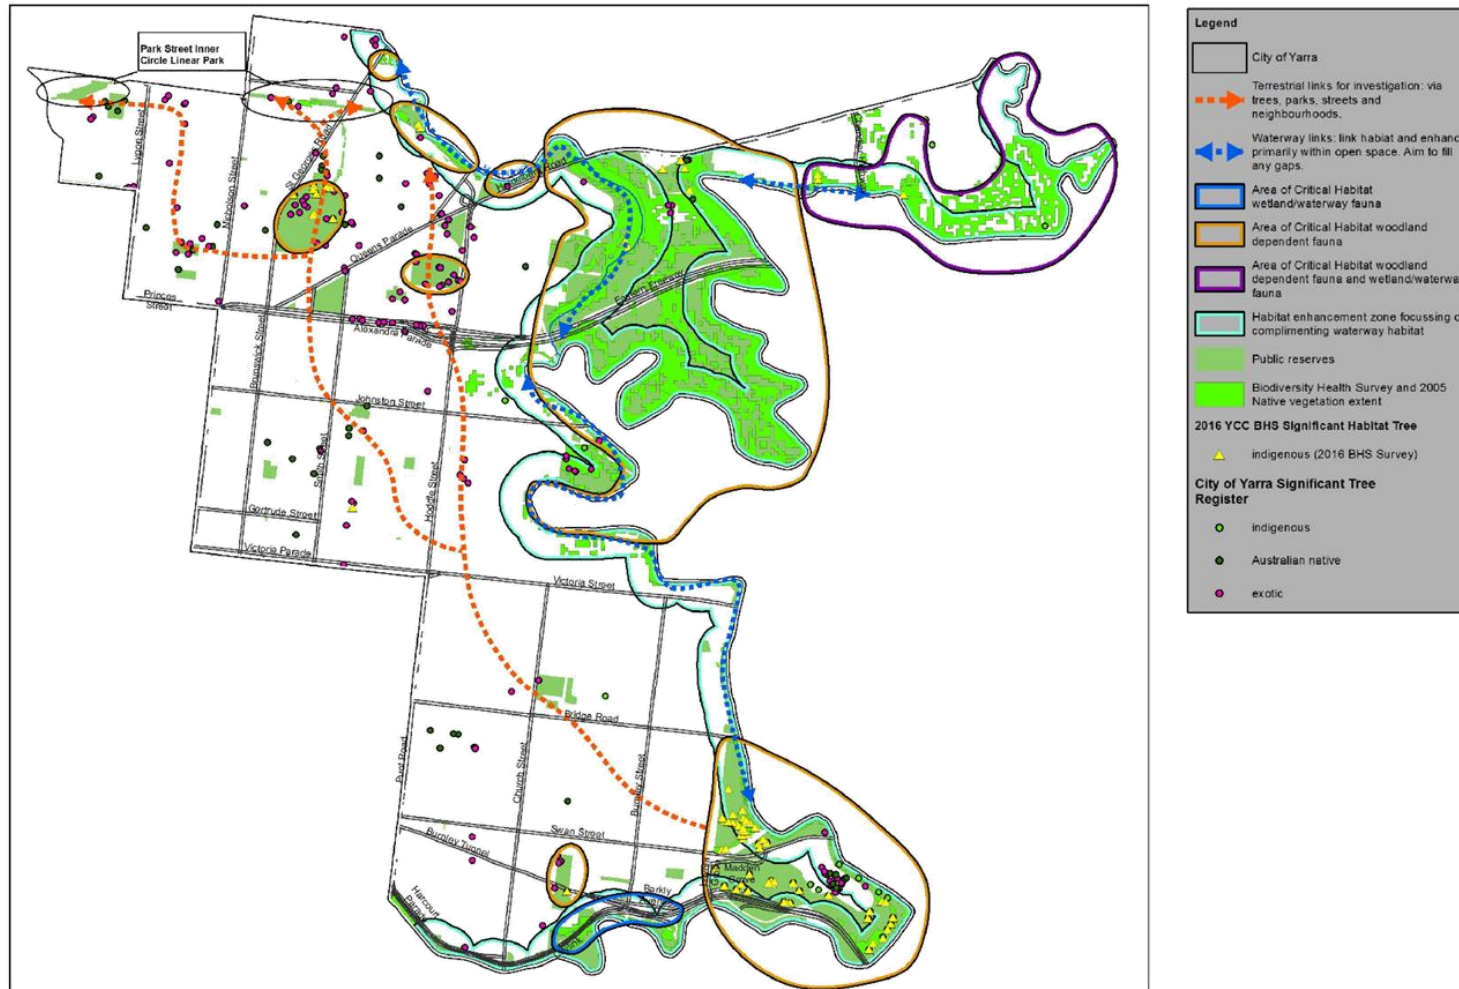 Park Street Inner
Circle Linear Park
Lygon Street
Nicholson Street
St Georges Road
Heidelberg Road
Queens Parade
Princes
Street
Alexandra Parade
Eastern Freeway
Brunswick Street
Johnston Street
Smith Street
Hoddle Street
Gertrude Street
Victoria Parade
Victoria Street
Bridge Road
Punt Road
Church Street
Burnley Street
Swan Street
Burnley Tunnel
Madden
Grove
Barkly
Harcourt
Parade
Legend
City of Yarra
Terrestrial links for investigation: via
trees, parks, streets and
neighbourhoods.
Waterway links: link habiat and enhanc
primarily within open space. Aim to fill
any gaps.
Area of Critical Habitat
wetland/waterway fauna
Area of Critical Habitat woodland
dependent fauna
Area of Critical Habitat woodland
dependent fauna and wetland/waterwa
fauna
Habitat enhancement zone focussing o
complimenting waterway habitat
Public reserves
Biodiversity Health Survey and 2005
Native vegetation extent
2016 YCC BHS Significant Habitat Tree
indigenous (2016 BHS Survey)
City of Yarra Significant Tree
Register
indigenous
Australian native
exotic